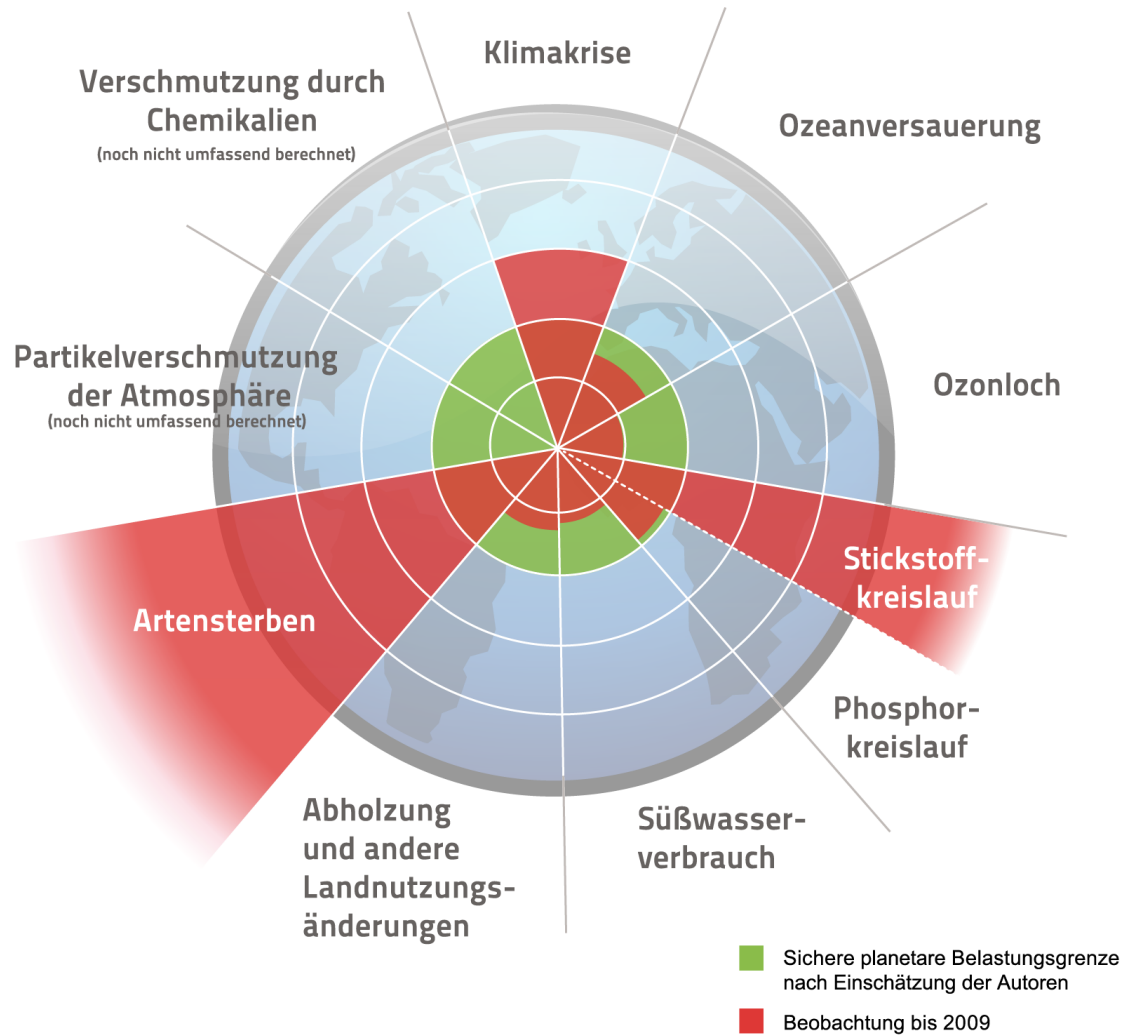 Klimakrise
Verschmutzung durch
Chemikalien
(noch nicht umfassend berechnet)
Ozeanversauerung
Partikelverschmutzung
der Atmosphäre
(noch nicht umfassend berechnet)
Ozonloch
Stickstoff-
kreislauf
Artensterben
Phosphor-
kreislauf
Abholzung
und andere
Landnutzungs-
änderungen
Süßwasser-
verbrauch
Sichere planetare Belastungsgrenze
nach Einschätzung der Autoren
Beobachtung bis 2009